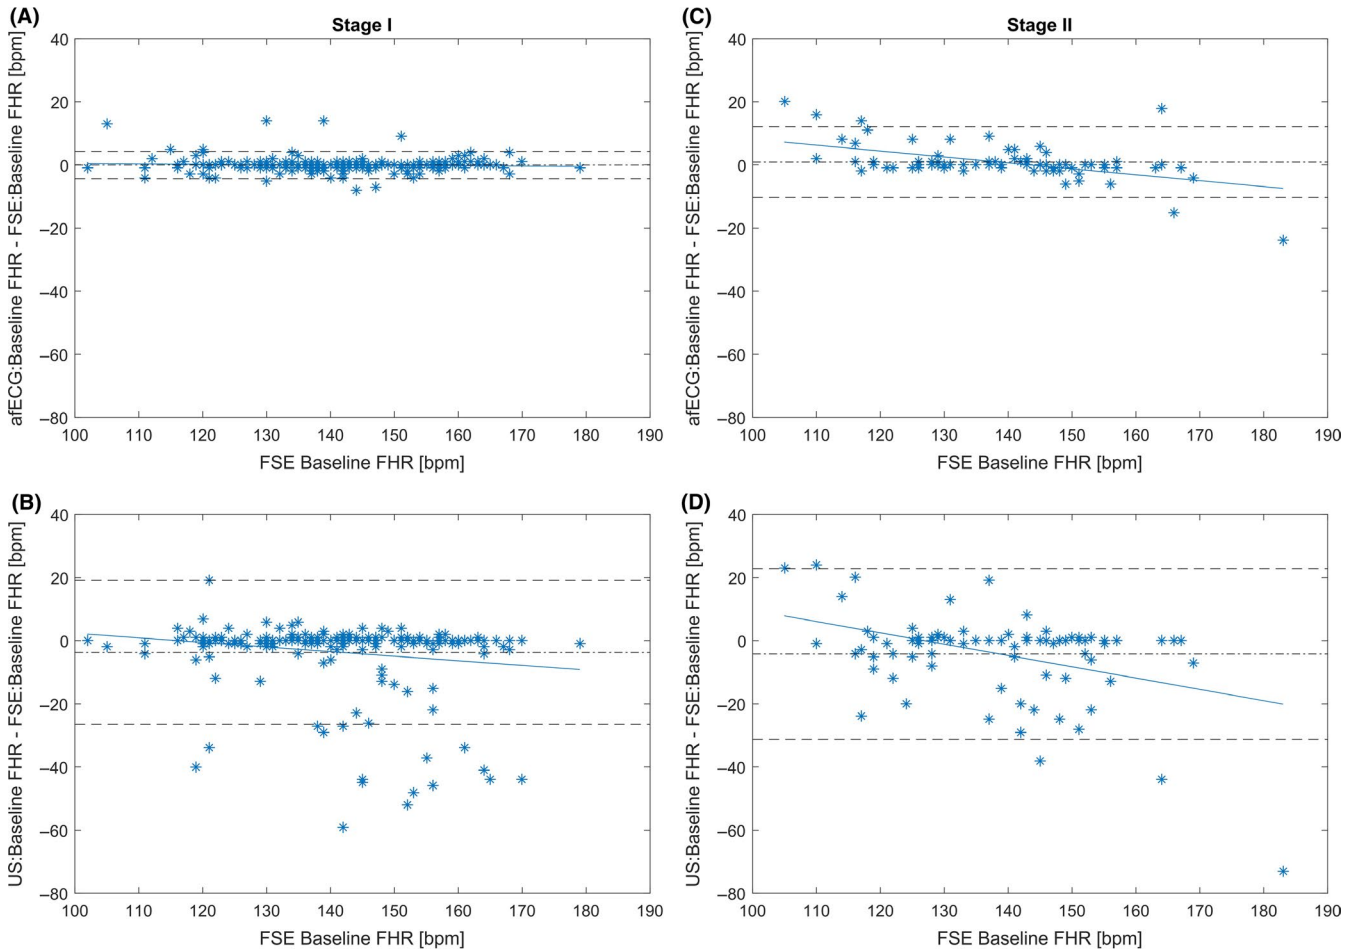 (A)
Stage I
afECG:Baseline FHR - FSE:Baseline FHR [bpm]
40
20
0
−20
−40
−60
−80
100 110 120 130 140 150 160 170 180 190
FSE Baseline FHR [bpm]
(C)
Stage II
afECG:Baseline FHR - FSE:Baseline FHR [bpm]
40
20
0
−20
−40
−60
−80
100 110 120 130 140 150 160 170 180 190
FSE Baseline FHR [bpm]
(B)
US:Baseline FHR - FSE:Baseline FHR [bpm]
40
20
0
−20
−40
−60
−80
100 110 120 130 140 150 160 170 180 190
FSE Baseline FHR [bpm]
(D)
US:Baseline FHR - FSE:Baseline FHR [bpm]
40
20
0
−20
−40
−60
−80
100 110 120 130 140 150 160 170 180 190
FSE Baseline FHR [bpm]